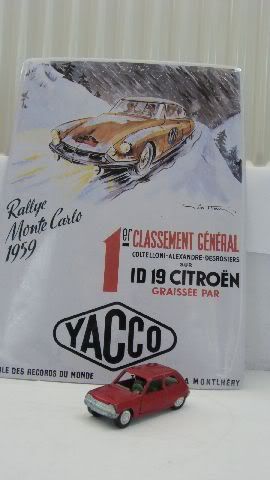 Rallye
Monte Carlo
1959
1er CLASSEMENT GÉNÉRAL
COLTELLONI-ALEXANDRE-DESROSIERS
SUR
ID 19 CITROËN
GRAISSÉE PAR
YACCO
LE DES RECORDS DU MONDE
A MONTLHÉRY